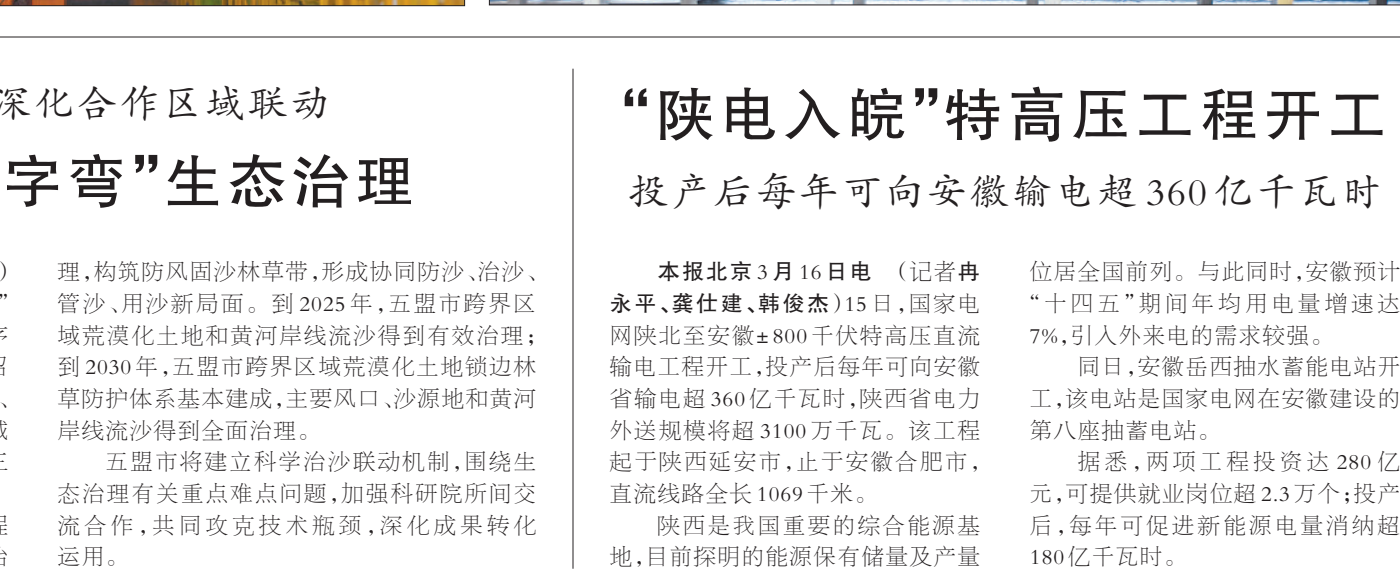 深化合作区域联动
字弯”生态治理
理,构筑防风固沙林草带,形成协同防沙、治沙、
管沙、用沙新局面。到2025年,五盟市跨界区
域荒漠化土地和黄河岸线流沙得到有效治理;
到2030年,五盟市跨界区域荒漠化土地锁边林
草防护体系基本建成,主要风口、沙源地和黄河
岸线流沙得到全面治理。
五盟市将建立科学治沙联动机制,围绕生
态治理有关重点难点问题,加强科研院所间交
流合作,共同攻克技术瓶颈,深化成果转化
运用。
“陕电入皖”特高压工程开工
投产后每年可向安徽输电超360亿千瓦时
本报北京3月16日电 (记者冉
永平、龚仕建、韩俊杰)15日,国家电
网陕北至安徽±800千伏特高压直流
输电工程开工,投产后每年可向安徽
省输电超360亿千瓦时,陕西省电力
外送规模将超3100万千瓦。该工程
起于陕西延安市,止于安徽合肥市,
直流线路全长1069千米。
陕西是我国重要的综合能源基
地,目前探明的能源保有储量及产量
位居全国前列。与此同时,安徽预计
“十四五”期间年均用电量增速达
7%,引入外来电的需求较强。
同日,安徽岳西抽水蓄能电站开
工,该电站是国家电网在安徽建设的
第八座抽蓄电站。
据悉,两项工程投资达280亿
元,可提供就业岗位超2.3万个;投产
后,每年可促进新能源电量消纳超
180亿千瓦时。